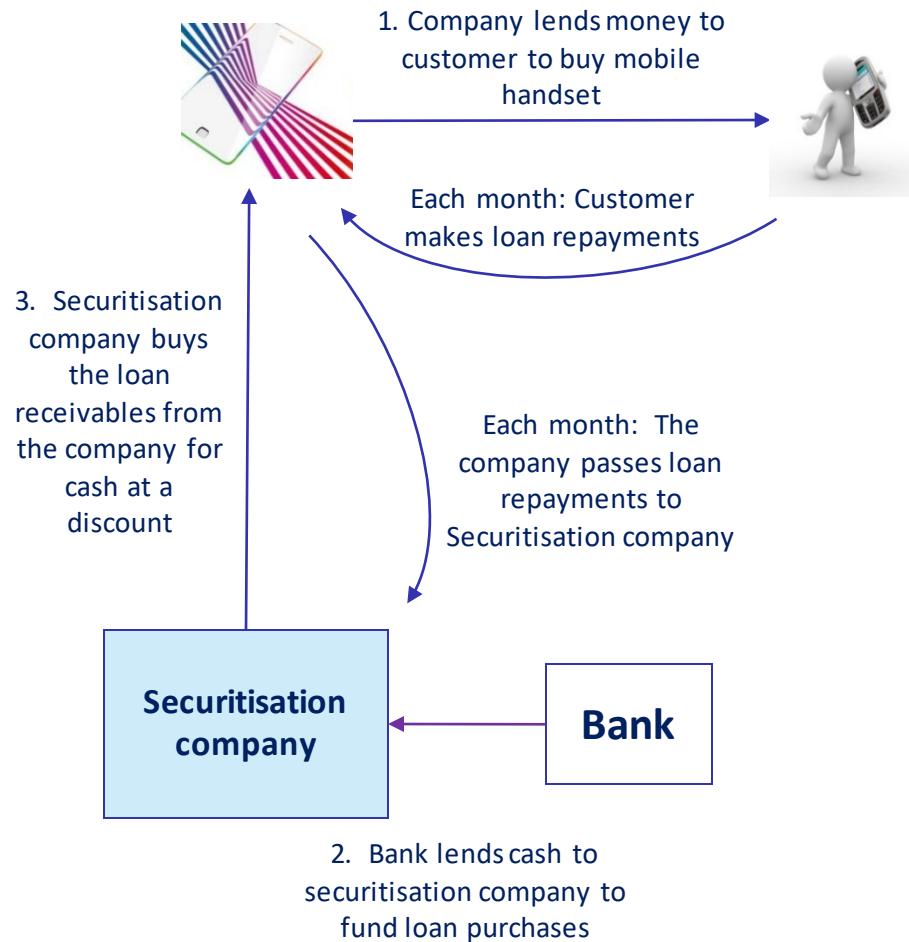 1. Company lends money to
customer to buy mobile
handset
Each month: Customer
makes loan repayments
3. Securitisation
company buys
the loan
receivables from
the company for
cash at a
discount
Each month: The
company passes loan
repayments to
Securitisation company
Securitisation
company
Bank
2. Bank lends cash to
securitisation company to
fund loan purchases